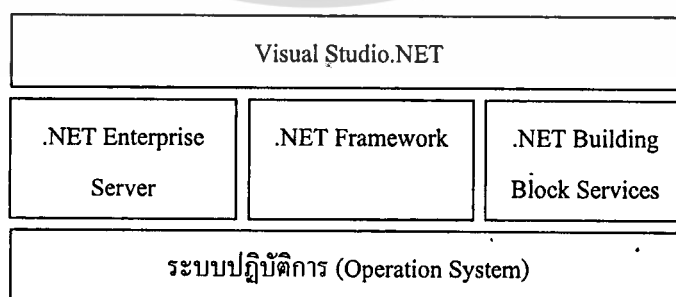 Visual Studio.NET
.NET Enterprise
Server
.NET Framework
.NET Building
Block Services
ระบบปฏิบัติการ (Operation System)